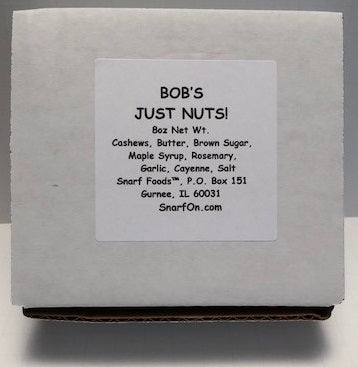 BOB'S
JUST NUTS!
8oz Net Wt.
Cashews, Butter, Brown Sugar,
Maple Syrup, Rosemary,
Garlic, Cayenne, Salt
Snarf Foods™, P.O. Box 151
Gurnee, IL 60031
SnarfOn.com